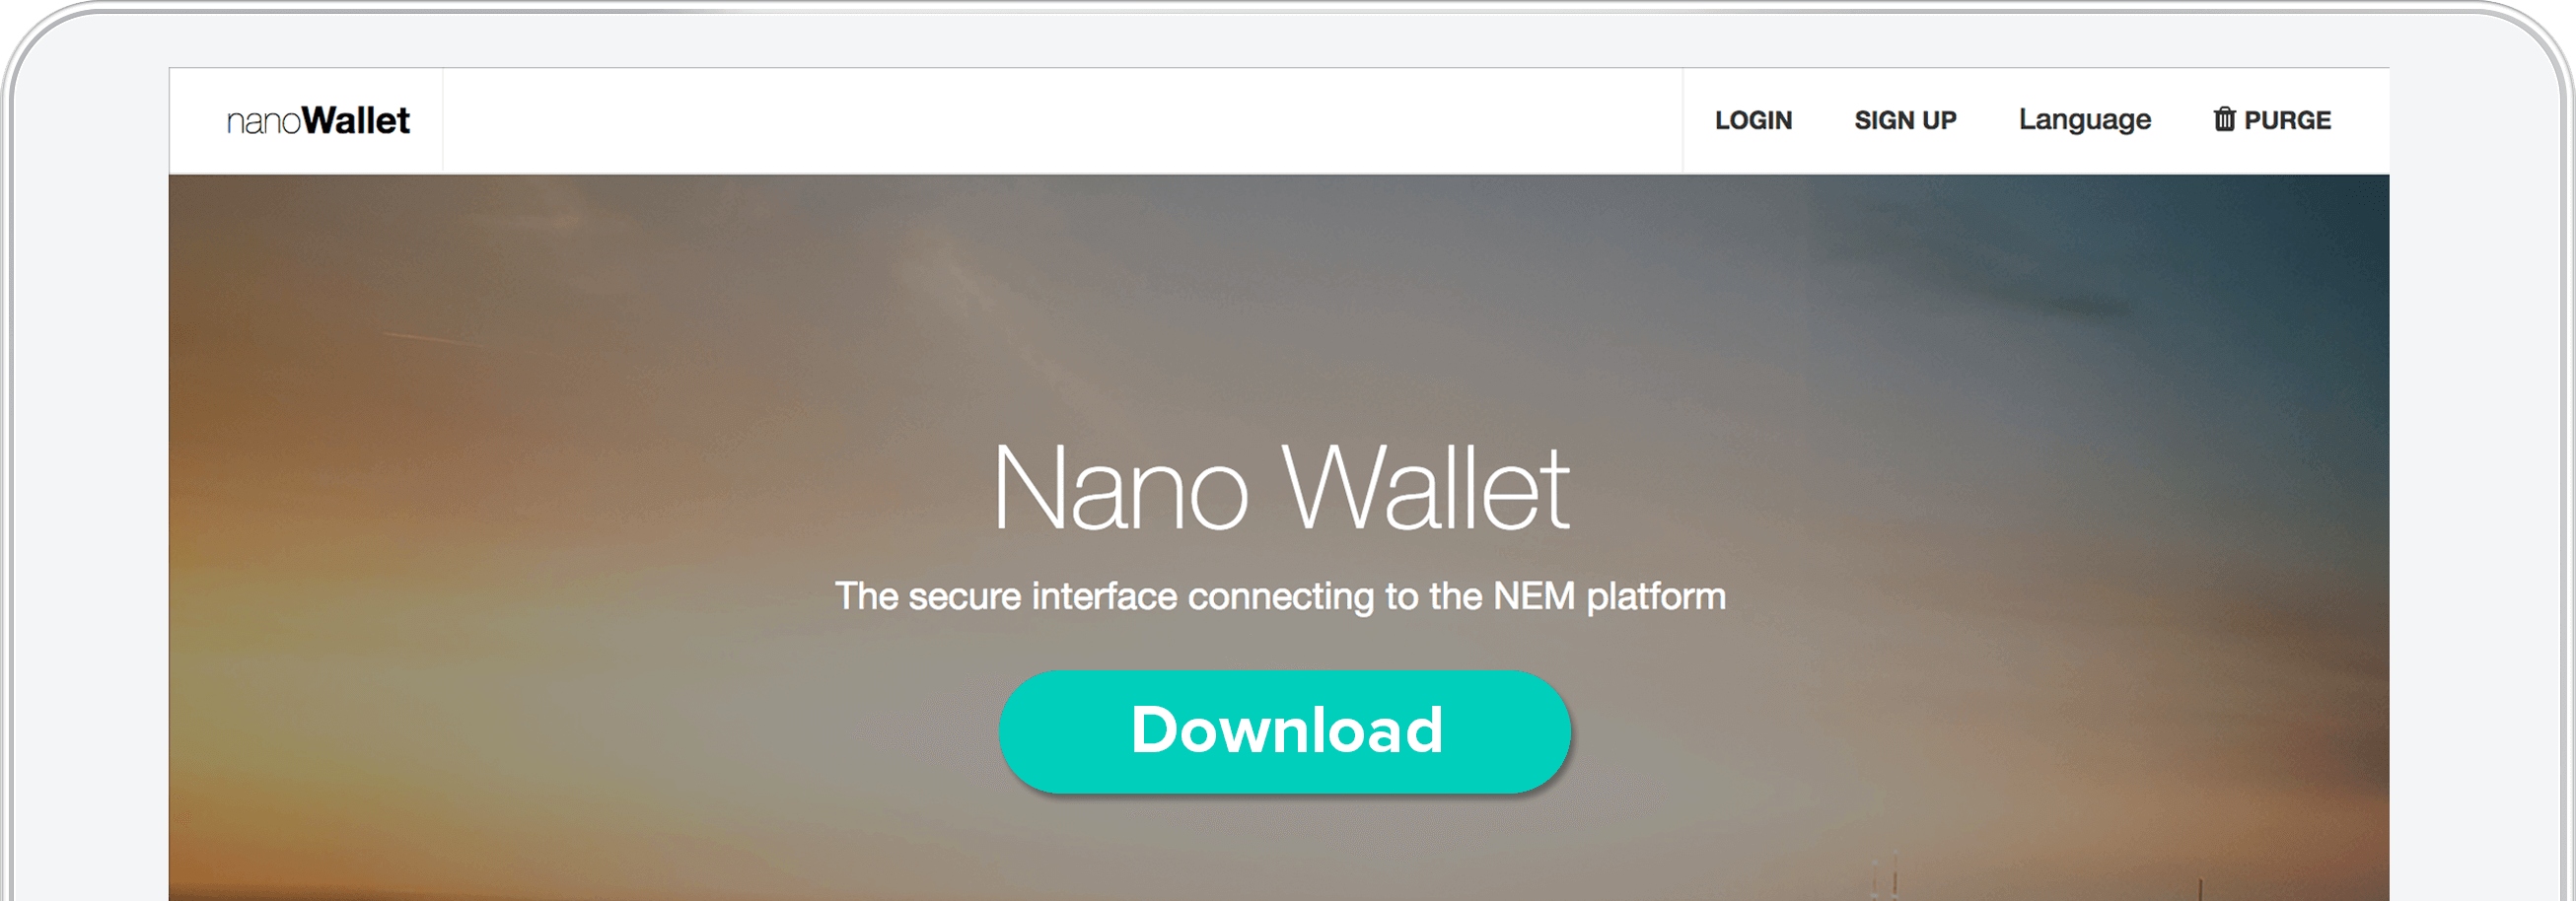 nanoWallet
LOGIN SIGN UP Language PURGE
Nano Wallet
The secure interface connecting to the NEM platform
Download